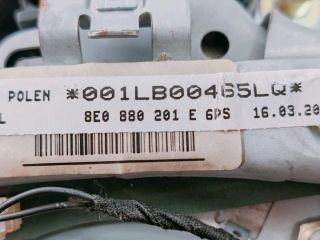 POLEN *001LB00465LQ*
L 8E0 880 201 E 6PS 16.03.20